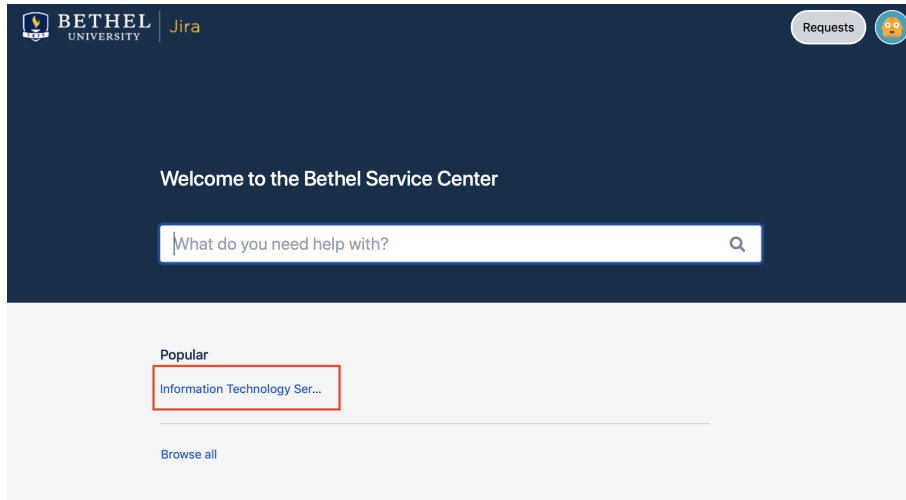 BETHEL
UNIVERSITY
Jira
Requests
Welcome to the Bethel Service Center
What do you need help with?
Popular
Information Technology Ser...
Browse all